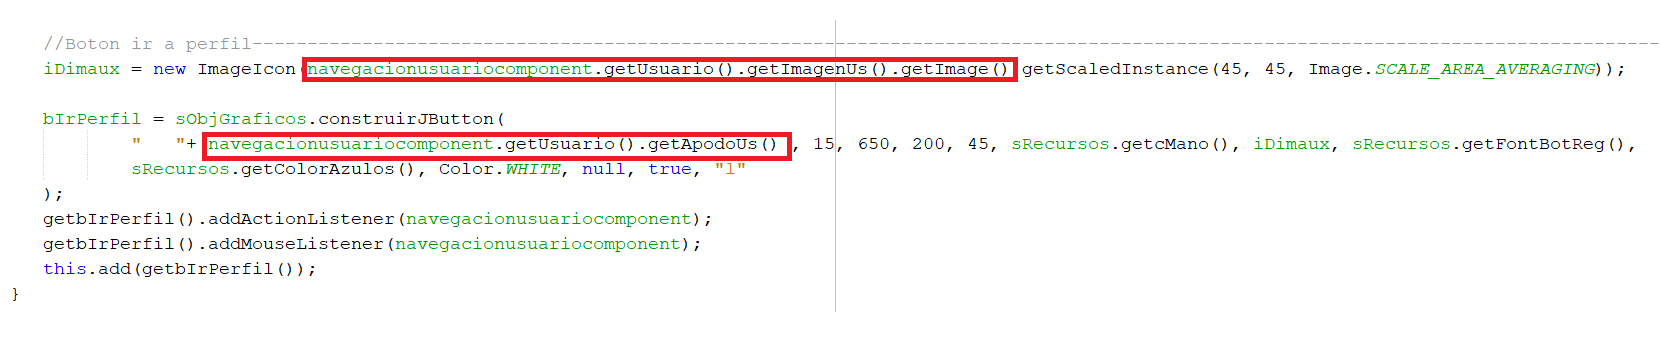 //Boton ir a perfil--------------------------------------------------------------------------------------------------------------------------------
iDimaux = new ImageIcon(navegacionusuariocomponent.getUsuario().getImagenUs().getImage().getScaledInstance(45, 45, Image.SCALE_AREA_AVERAGING));
bIrPerfil = sObjGraficos.construirJButton(
"   "+ navegacionusuariocomponent.getUsuario().getApodoUs() , 15, 650, 200, 45, sRecursos.getcMano(), iDimaux, sRecursos.getFontBotReg(),
sRecursos.getColorAzulos(), Color.WHITE, null, true, "l"
);
getbIrPerfil().addActionListener(navegacionusuariocomponent);
getbIrPerfil().addMouseListener(navegacionusuariocomponent);
this.add(getbIrPerfil());
}